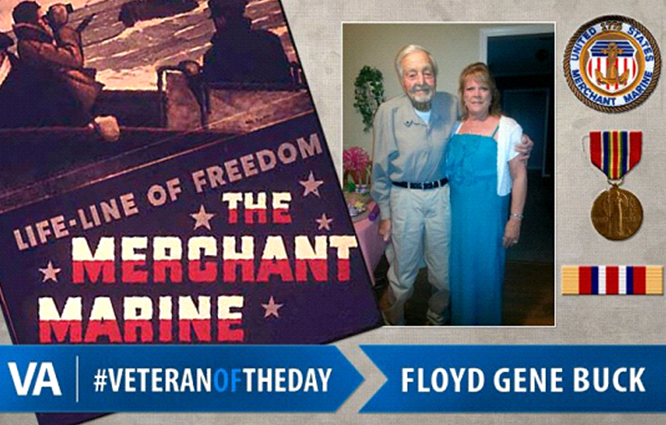 LIFE-LINE OF FREEDOM
THE
MERCHANT
MARINE
UNITED STATES
MERCHANT MARINE
VA
#VETERANOFTHEDAY
FLOYD GENE BUCK